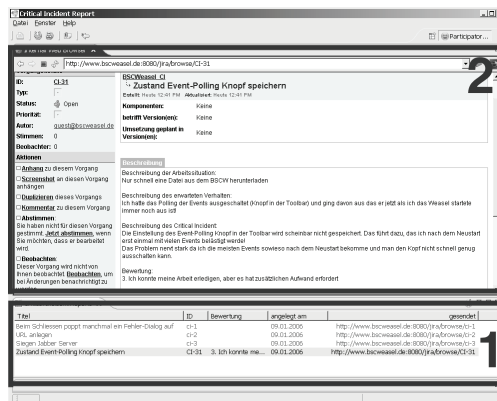 Critical Incident Report
Datei Fenster Help
Participator...
Internal Web Browser
http://www.bscweasel.de:8080/jira/browse/CI-31
2
Vorgangsdetails
ID: CI-31
Typ:
Status: Open
Priorität:
Autor: guest@bscweasel.de
Stimmen: 0
Beobachter: 0
Aktionen
Anhang zu diesem Vorgang
Screenshot an diesen Vorgang
anhängen
Duplizieren dieses Vorgangs
Kommentar zu diesem Vorgang
Abstimmen:
Sie haben nicht für diesen Vorgang
gestimmt. Jetzt abstimmen, wenn
Sie möchten, dass er bearbeitet
wird.
Beobachten:
Dieser Vorgang wird nicht von
Ihnen beobachtet. Beobachten, um
bei Änderungen benachrichtigt zu
BSCWeasel_CI
Zustand Event-Polling Knopf speichern
Erstellt: Heute 12:41 PM Aktualisiert: Heute 12:41 PM
Komponenten: Keine
betrifft Version(en): Keine
Umsetzung geplant in
Version(en): Keine
Beschreibung
Beschreibung der Arbeitssituation:
Nur schnell eine Datei aus dem BSCW herunterladen
Beschreibung des erwarteten Verhalten:
Ich hatte das Polling der Events ausgeschaltet (Knopf in der Toolbar) und ging davon aus das er jetzt als ich das Weasel startete
immer noch aus ist!
Beschreibung des Critical Incident:
Die Einstellung des Event-Polling Knopf in der Toolbar wird scheinbar nicht gespeichert. Das führt dazu, das ich nach dem Neustart
erst einmal mit vielen Events belästigt werde!
Das Problem nent stark da ich die meisten Events sowieso nach dem Neustart bekomme und man den Kopf nicht schnell genug
ausschalten kann.
Bewertung:
3. Ich konnte meine Arbeit erledigen, aber es hat zusätzlichen Aufwand erfordert
Titel ID Bewertung angelegt am gesendet
Beim Schliessen poppt manchmal ein Fehler-Dialog auf ci-1 09.01.2006 http://www.bscweasel.de:8080/jira/browse/ci-1
URL anlegen ci-2 09.01.2006 http://www.bscweasel.de:8080/jira/browse/ci-2
Siegen Jabber Server ci-3 09.01.2006 http://www.bscweasel.de:8080/jira/browse/ci-3
Zustand Event-Polling Knopf speichern CI-31 3. Ich konnte me... 09.01.2006 http://www.bscweasel.de:8080/jira/browse/CI-31
1